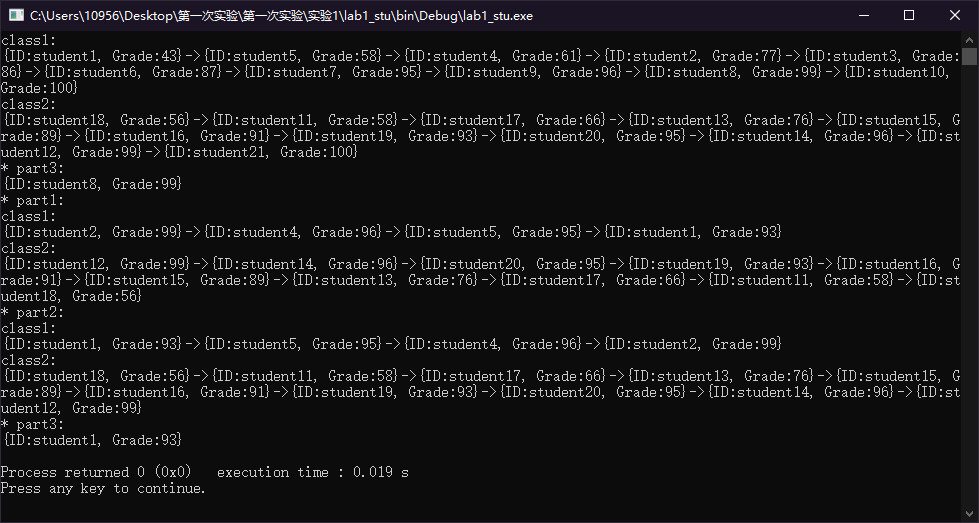 C:\Users\10956\Desktop\第一次实验\第一次实验\实验1\lab1_stu\bin\Debug\lab1_stu.exe
class1:
{ID:student1, Grade:43}->{ID:student5, Grade:58}->{ID:student4, Grade:61}->{ID:student2, Grade:77}->{ID:student3, Grade:
86}->{ID:student6, Grade:87}->{ID:student7, Grade:95}->{ID:student9, Grade:96}->{ID:student8, Grade:99}->{ID:student10,
Grade:100}
class2:
{ID:student18, Grade:56}->{ID:student11, Grade:58}->{ID:student17, Grade:66}->{ID:student13, Grade:76}->{ID:student15, G
rade:89}->{ID:student16, Grade:91}->{ID:student19, Grade:93}->{ID:student20, Grade:95}->{ID:student14, Grade:96}->{ID:st
udent12, Grade:99}->{ID:student21, Grade:100}
* part3:
{ID:student8, Grade:99}
* part1:
class1:
{ID:student2, Grade:99}->{ID:student4, Grade:96}->{ID:student5, Grade:95}->{ID:student1, Grade:93}
class2:
{ID:student12, Grade:99}->{ID:student14, Grade:96}->{ID:student20, Grade:95}->{ID:student19, Grade:93}->{ID:student16, G
rade:91}->{ID:student15, Grade:89}->{ID:student13, Grade:76}->{ID:student17, Grade:66}->{ID:student11, Grade:58}->{ID:st
udent18, Grade:56}
* part2:
class1:
{ID:student1, Grade:93}->{ID:student5, Grade:95}->{ID:student4, Grade:96}->{ID:student2, Grade:99}
class2:
{ID:student18, Grade:56}->{ID:student11, Grade:58}->{ID:student17, Grade:66}->{ID:student13, Grade:76}->{ID:student15, G
rade:89}->{ID:student16, Grade:91}->{ID:student19, Grade:93}->{ID:student20, Grade:95}->{ID:student14, Grade:96}->{ID:st
udent12, Grade:99}
* part3:
{ID:student1, Grade:93}
Process returned 0 (0x0)   execution time : 0.019 s
Press any key to continue.